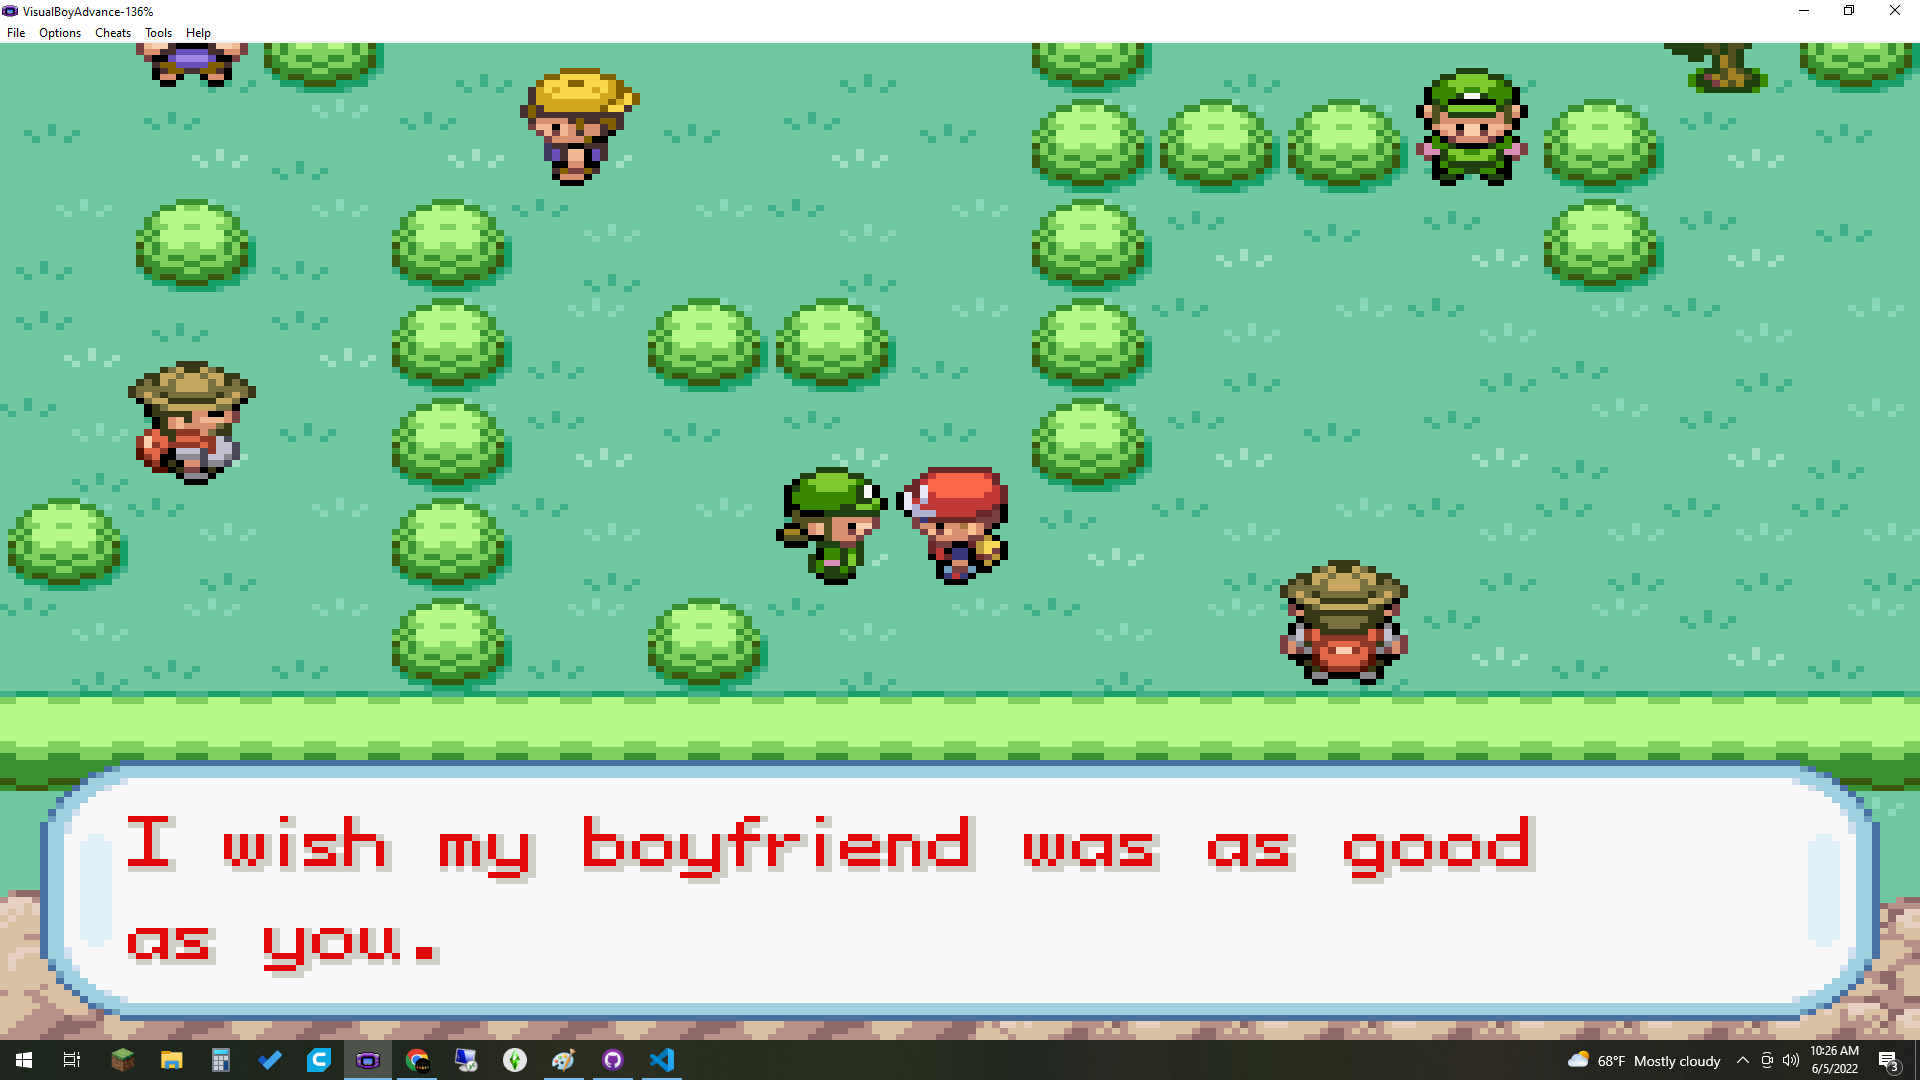 VisualBoyAdvance-136%
File Options Cheats Tools Help
I wish my boyfriend was as good
as you.
68°F Mostly cloudy
10:26 AM
6/5/2022
3